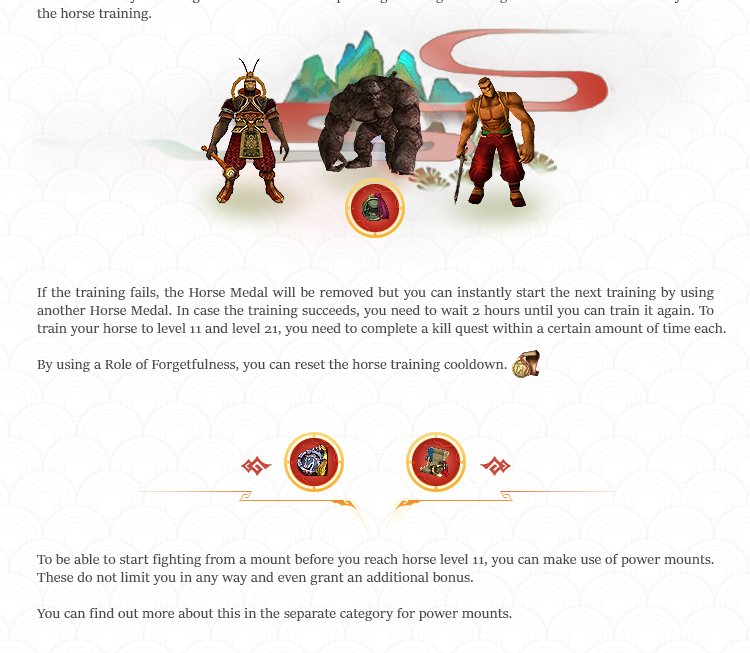 the horse training.
If the training fails, the Horse Medal will be removed but you can instantly start the next training by using
another Horse Medal. In case the training succeeds, you need to wait 2 hours until you can train it again. To
train your horse to level 11 and level 21, you need to complete a kill quest within a certain amount of time each.
By using a Role of Forgetfulness, you can reset the horse training cooldown.
To be able to start fighting from a mount before you reach horse level 11, you can make use of power mounts.
These do not limit you in any way and even grant an additional bonus.
You can find out more about this in the separate category for power mounts.